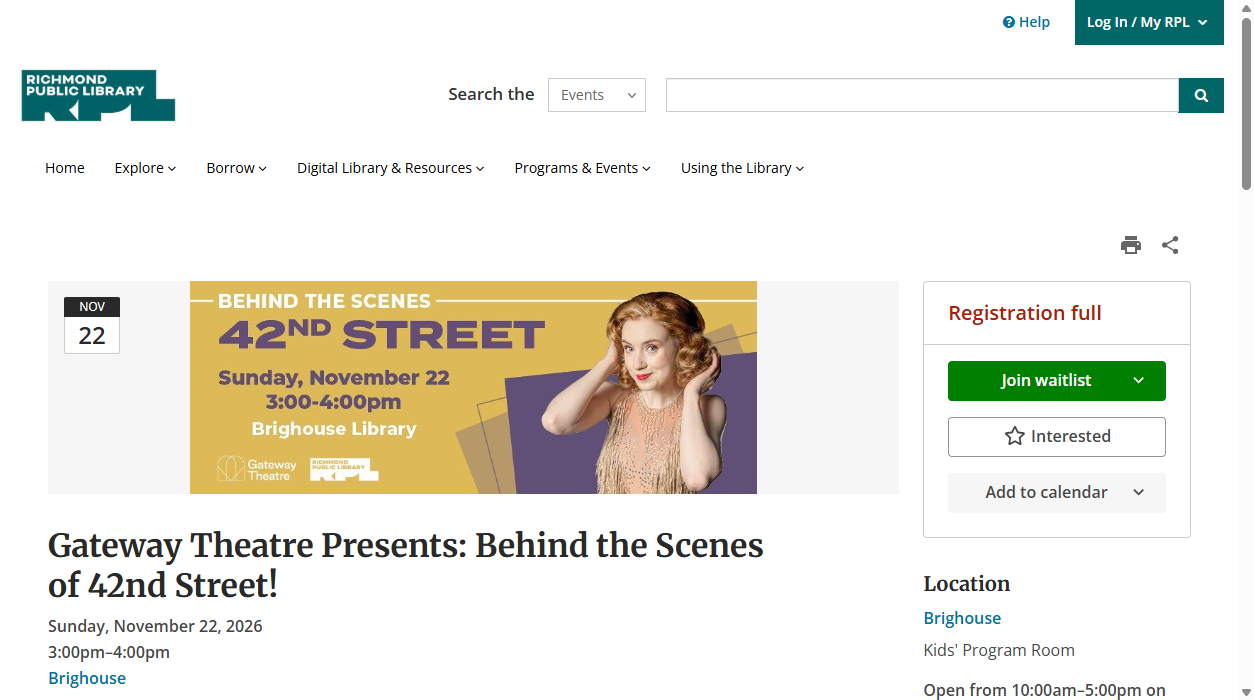 Help
Log In / My RPL
RICHMOND
PUBLIC LIBRARY
RPL
Search the
Events
Home
Explore
Borrow
Digital Library & Resources
Programs & Events
Using the Library
NOV
22
BEHIND THE SCENES
42ND STREET
Sunday, November 22
3:00-4:00pm
Brighouse Library
Gateway
Theatre
RICHMOND
PUBLIC LIBRARY
RPL
Registration full
Join waitlist
Interested
Add to calendar
Gateway Theatre Presents: Behind the Scenes
of 42nd Street!
Sunday, November 22, 2026
3:00pm–4:00pm
Brighouse
Location
Brighouse
Kids' Program Room
Open from 10:00am–5:00pm on